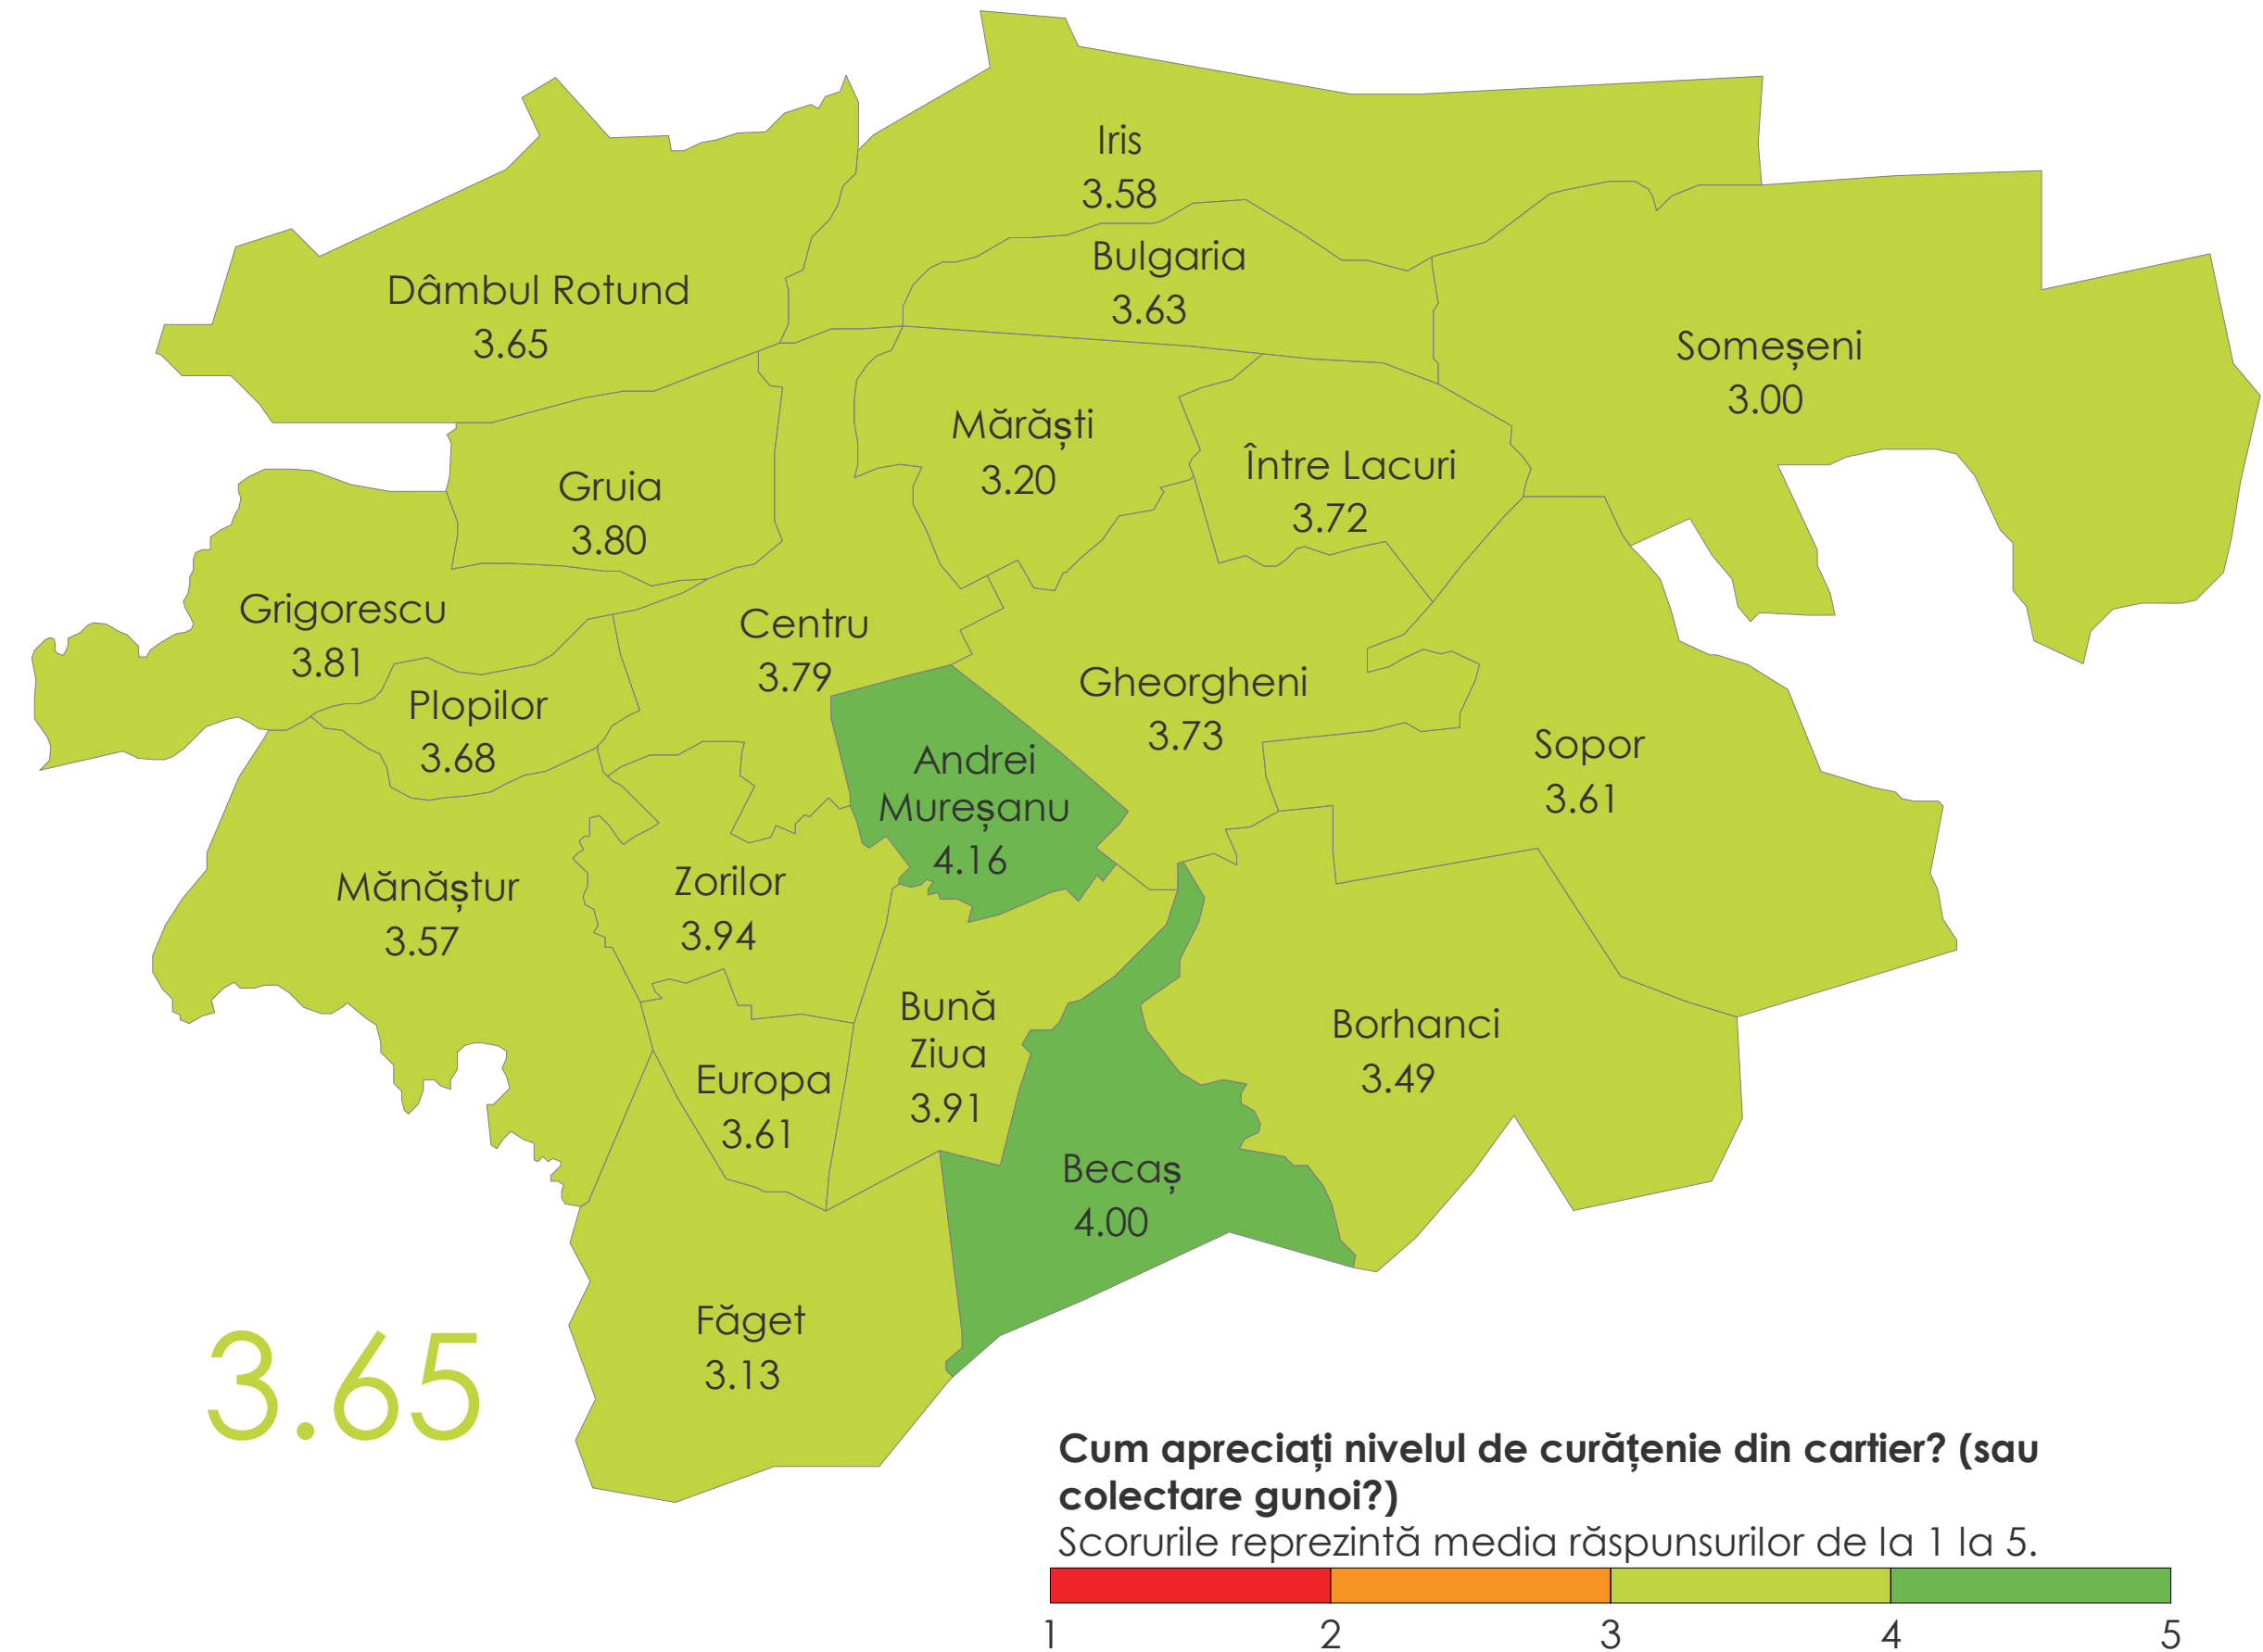 Iris
3.58
Bulgaria
3.63
Dâmbul Rotund
3.65
Someșeni
3.00
Mărăști
3.20
Între Lacuri
3.72
Gruia
3.80
Grigorescu
3.81
Centru
3.79
Plopilor
3.68
Gheorgheni
3.73
Andrei
Mureșanu
4.16
Sopor
3.61
Mănăștur
3.57
Zorilor
3.94
Bună
Ziua
3.91
Borhanci
3.49
Europa
3.61
Becaș
4.00
Făget
3.13
3.65
Cum apreciați nivelul de curățenie din cartier? (sau
colectare gunoi?)
Scorurile reprezintă media răspunsurilor de la 1 la 5.
1 2 3 4 5